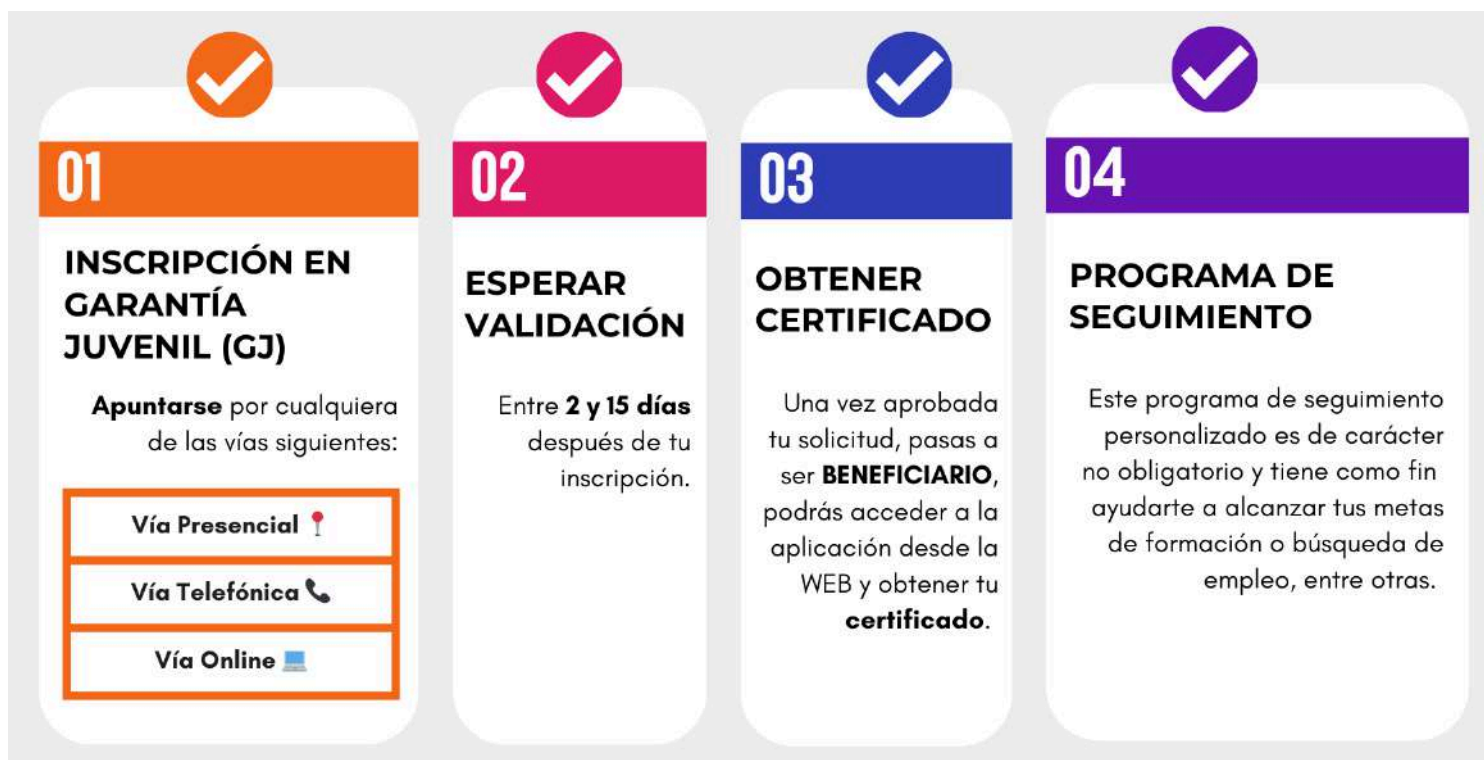 01
INSCRIPCIÓN EN
GARANTÍA
JUVENIL (GJ)
Apuntarse por cualquiera
de las vías siguientes:
Vía Presencial 📍
Vía Telefónica 📞
Vía Online 💻
02
ESPERAR
VALIDACIÓN
Entre 2 y 15 días
después de tu
inscripción.
03
OBTENER
CERTIFICADO
Una vez aprobada
tu solicitud, pasas a
ser BENEFICIARIO,
podrás acceder a la
aplicación desde la
WEB y obtener tu
certificado.
04
PROGRAMA DE
SEGUIMIENTO
Este programa de seguimiento
personalizado es de carácter
no obligatorio y tiene como fin
ayudarte a alcanzar tus metas
de formación o búsqueda de
empleo, entre otras.